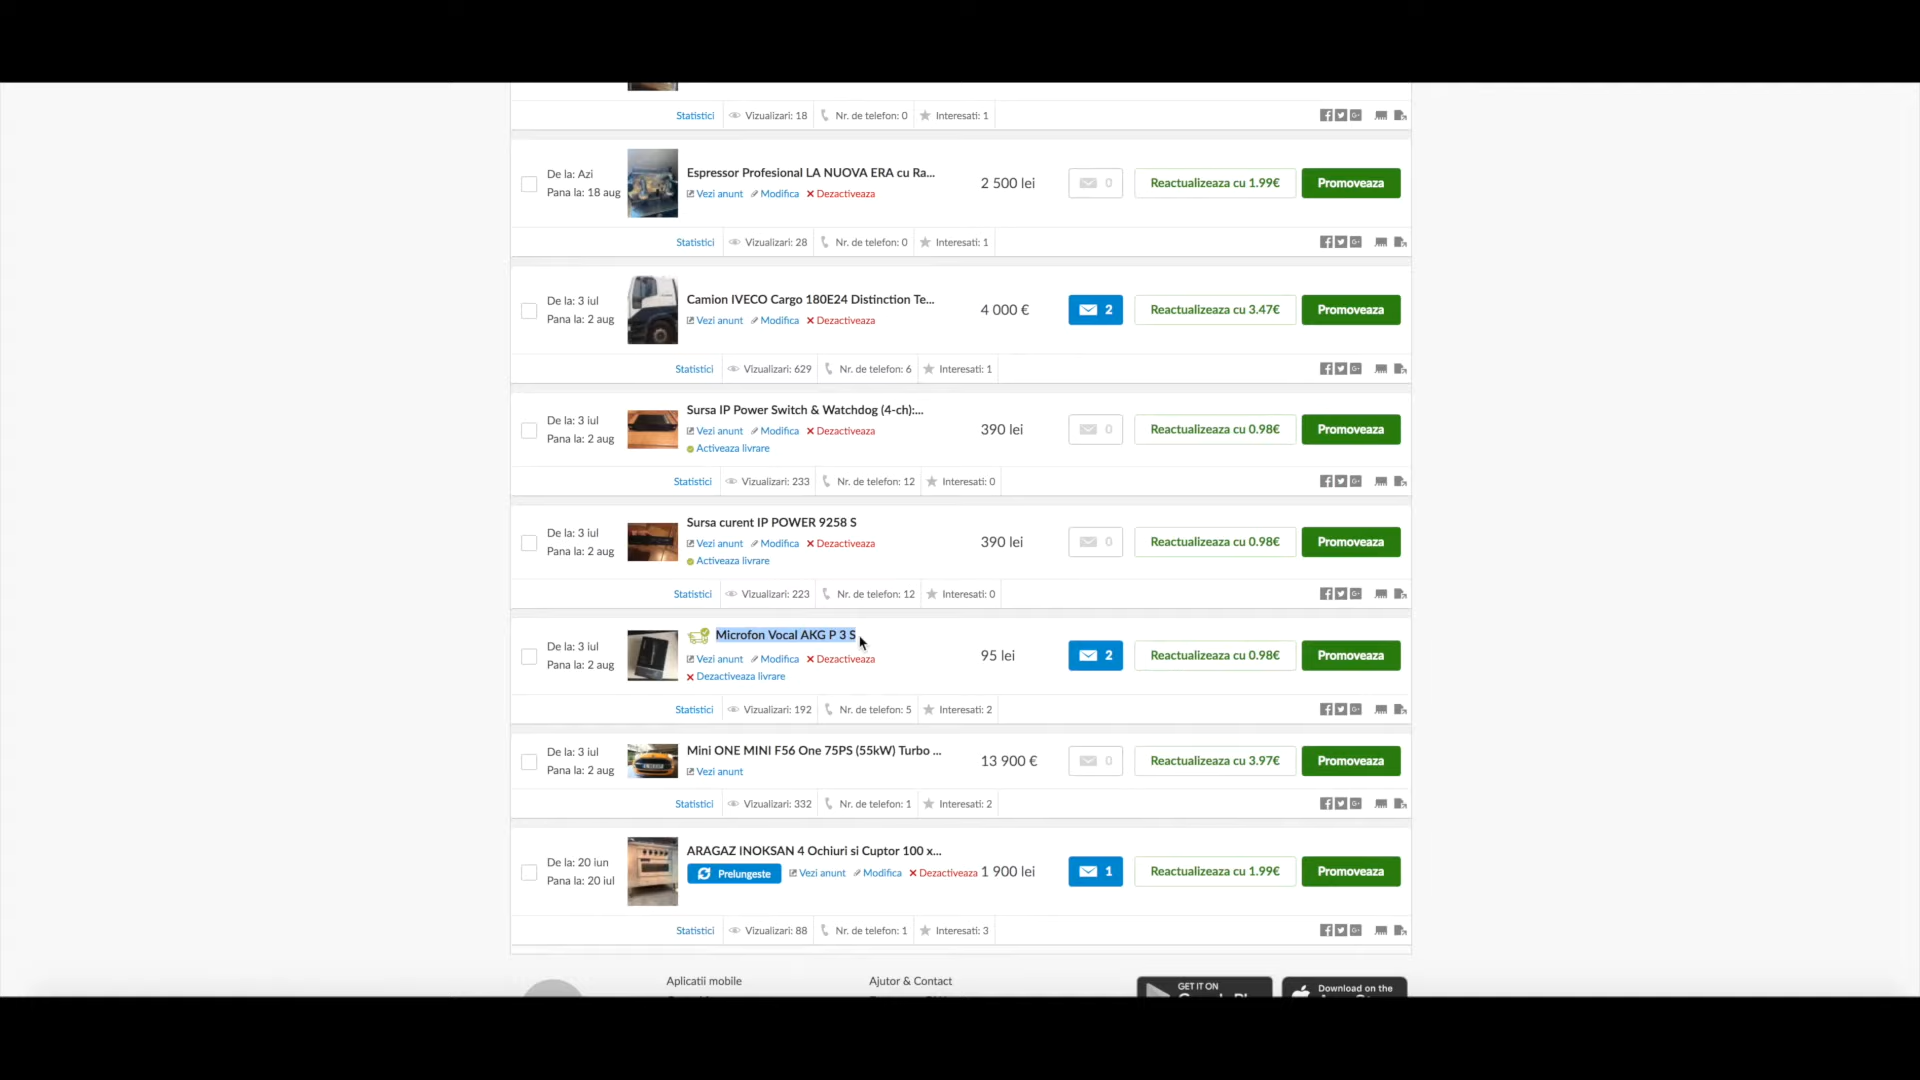 Statistici Vizualizari: 18 Nr. de telefon: 0 Interesati: 1
De la: Azi
Pana la: 18 aug
Espressor Profesional LA NUOVA ERA cu Ra...
Vezi anunt Modifica Dezactiveaza
2 500 lei 0 Reactualizeaza cu 1.99€ Promoveaza
Statistici Vizualizari: 28 Nr. de telefon: 0 Interesati: 1
De la: 3 iul
Pana la: 2 aug
Camion IVECO Cargo 180E24 Distinction Te...
Vezi anunt Modifica Dezactiveaza
4 000 € 2 Reactualizeaza cu 3.47€ Promoveaza
Statistici Vizualizari: 629 Nr. de telefon: 6 Interesati: 1
De la: 3 iul
Pana la: 2 aug
Sursa IP Power Switch & Watchdog (4-ch):...
Vezi anunt Modifica Dezactiveaza
Activeaza livrare
390 lei 0 Reactualizeaza cu 0.98€ Promoveaza
Statistici Vizualizari: 233 Nr. de telefon: 12 Interesati: 0
De la: 3 iul
Pana la: 2 aug
Sursa curent IP POWER 9258 S
Vezi anunt Modifica Dezactiveaza
Activeaza livrare
390 lei 0 Reactualizeaza cu 0.98€ Promoveaza
Statistici Vizualizari: 223 Nr. de telefon: 12 Interesati: 0
De la: 3 iul
Pana la: 2 aug
Microfon Vocal AKG P 3 S
Vezi anunt Modifica Dezactiveaza
Dezactiveaza livrare
95 lei 2 Reactualizeaza cu 0.98€ Promoveaza
Statistici Vizualizari: 192 Nr. de telefon: 5 Interesati: 2
De la: 3 iul
Pana la: 2 aug
Mini ONE MINI F56 One 75PS (55kW) Turbo ...
Vezi anunt
13 900 € 0 Reactualizeaza cu 3.97€ Promoveaza
Statistici Vizualizari: 332 Nr. de telefon: 1 Interesati: 2
De la: 20 iun
Pana la: 20 iul
ARAGAZ INOKSAN 4 Ochiuri si Cuptor 100 x...
Prelungeste Vezi anunt Modifica Dezactiveaza
1 900 lei 1 Reactualizeaza cu 1.99€ Promoveaza
Statistici Vizualizari: 88 Nr. de telefon: 1 Interesati: 3
Aplicatii mobile Ajutor & Contact
GET IT ON
Download on the